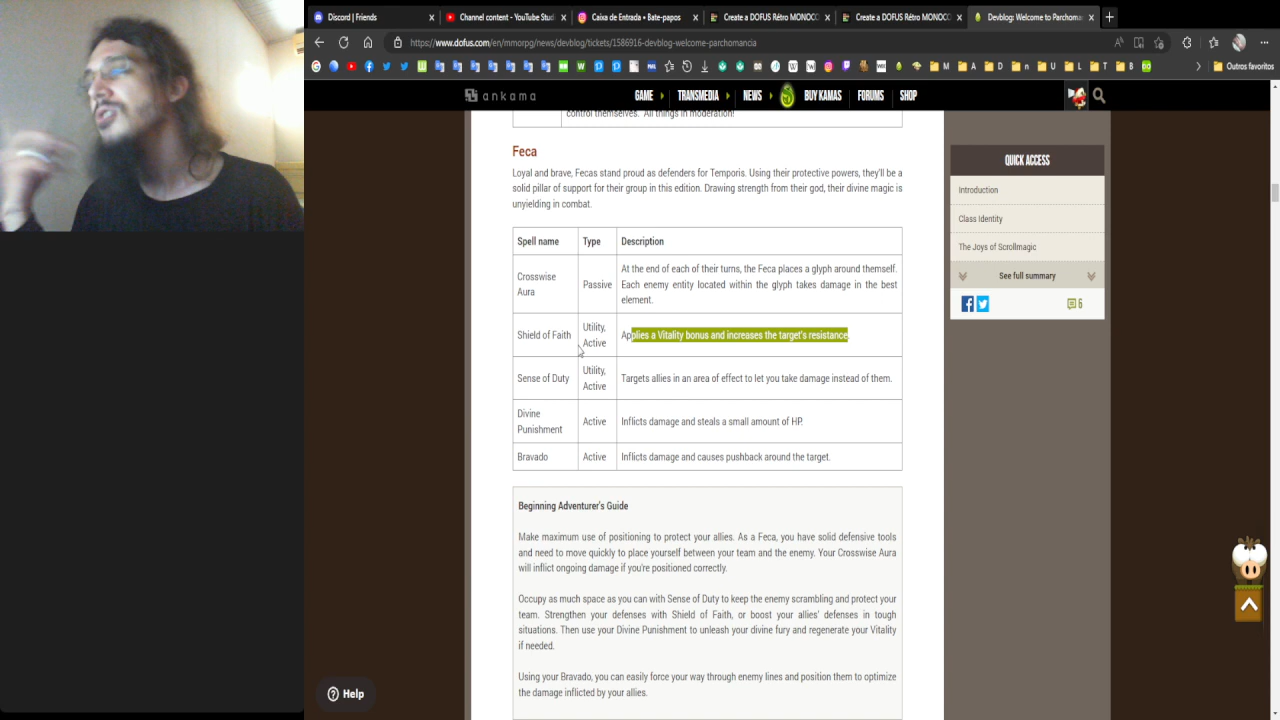 Discord | Friends
Channel content - YouTube Stud
Caixa de Entrada • Bate-papos
Create a DOFUS Rétro MONOCO
Create a DOFUS Rétro MONOCO
Devblog: Welcome to Parchoma
https://www.dofus.com/en/mmorpg/news/devblog/tickets/1586916-devblog-welcome-parchomancia
M
A
D
n
U
L
T
B
Outros favoritos
ankama
GAME
TRANSMEDIA
NEWS
BUY KAMAS
FORUMS
SHOP
control themselves. All things in moderation!
Feca
Loyal and brave, Fecas stand proud as defenders for Temporis. Using their protective powers, they'll be a
solid pillar of support for their group in this edition. Drawing strength from their god, their divine magic is
unyielding in combat.
Spell name Type Description
Crosswise Aura Passive At the end of each of their turns, the Feca places a glyph around themself.
Each enemy entity located within the glyph takes damage in the best
element.
Shield of Faith Utility, Active Applies a Vitality bonus and increases the target's resistance
Sense of Duty Utility, Active Targets allies in an area of effect to let you take damage instead of them.
Divine Punishment Active Inflicts damage and steals a small amount of HP.
Bravado Active Inflicts damage and causes pushback around the target.
Beginning Adventurer's Guide
Make maximum use of positioning to protect your allies. As a Feca, you have solid defensive tools
and need to move quickly to place yourself between your team and the enemy. Your Crosswise Aura
will inflict ongoing damage if you're positioned correctly.
Occupy as much space as you can with Sense of Duty to keep the enemy scrambling and protect your
team. Strengthen your defenses with Shield of Faith, or boost your allies' defenses in tough
situations. Then use your Divine Punishment to unleash your divine fury and regenerate your Vitality
if needed.
Using your Bravado, you can easily force your way through enemy lines and position them to optimize
the damage inflicted by your allies.
QUICK ACCESS
Introduction
Class Identity
The Joys of Scrollmagic
See full summary
6
Help